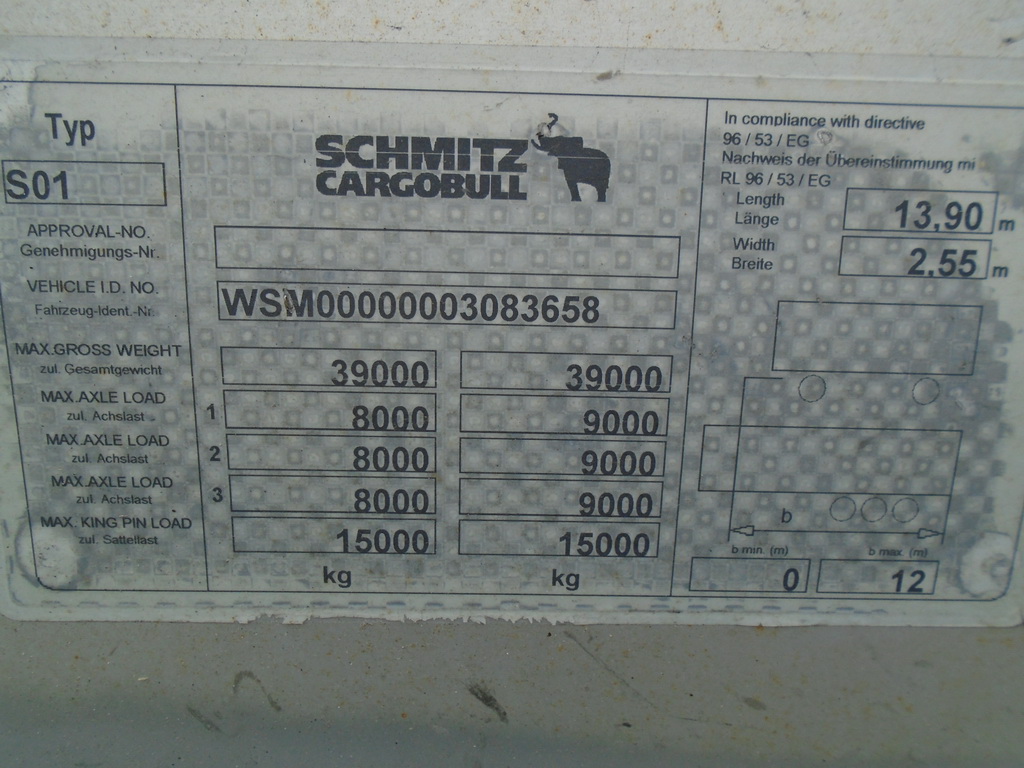 Typ
S01
APPROVAL-NO.
Genehmigungs-Nr.
VEHICLE I.D. NO.
Fahrzeug-Ident.-Nr.
WSM00000003083658
SCHMITZ
CARGOBULL
MAX.GROSS WEIGHT
zul. Gesamtgewicht
39000 39000
MAX.AXLE LOAD
zul. Achslast
1 8000 9000
MAX.AXLE LOAD
zul. Achslast
2 8000 9000
MAX.AXLE LOAD
zul. Achslast
3 8000 9000
MAX. KING PIN LOAD
zul. Sattellast
15000 15000
kg kg
In compliance with directive
96 / 53 / EG
Nachweis der Übereinstimmung mi
RL 96 / 53 / EG
Length
Länge
13,90 m
Width
Breite
2,55 m
b
b min. (m) b max. (m)
0 12